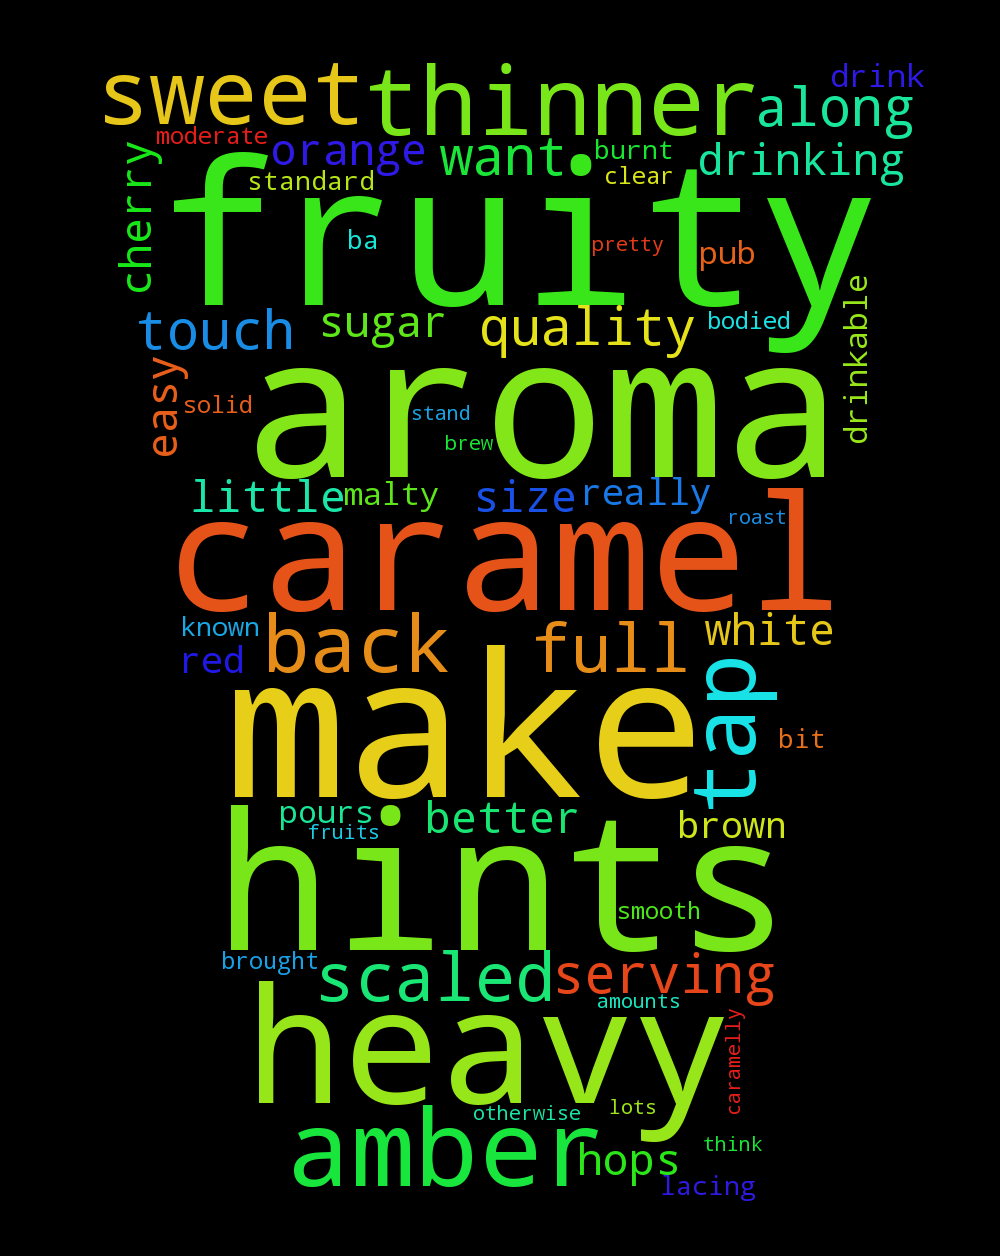 drink
sweet thinner along
moderate orange want burnt drinking
cherry standard clear
fruity
ba pretty pub
touch sugar quality bodied drinkable
easy aroma
solid stand brew
little malty size really
caramel roast
known back full white
red
make tap bit
pours better brown
fruits
hints
smooth
brought scaled serving
heavy amounts caramelly
otherwise lots
amber hops think
lacing